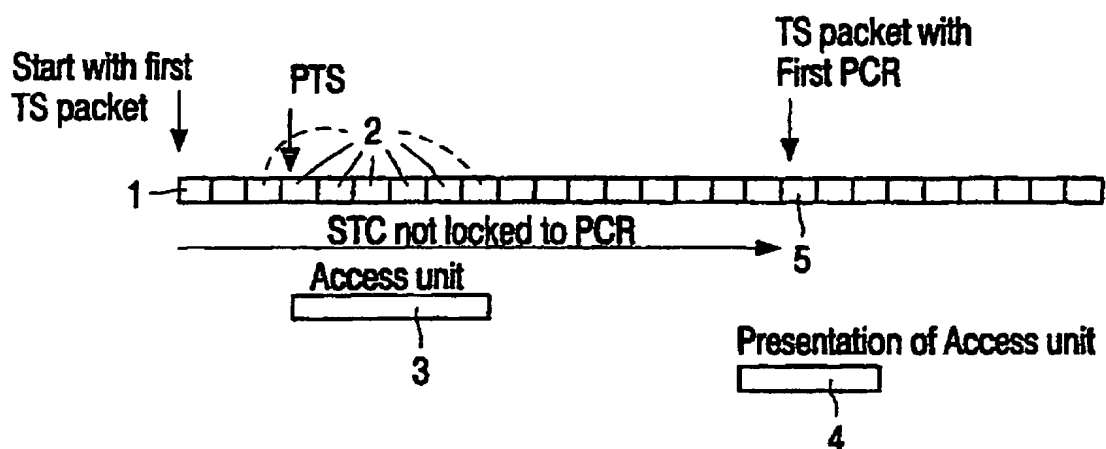 Start with first
TS packet
PTS
TS packet with
First PCR
2
1
STC not locked to PCR
5
Access unit
3
Presentation of Access unit
4